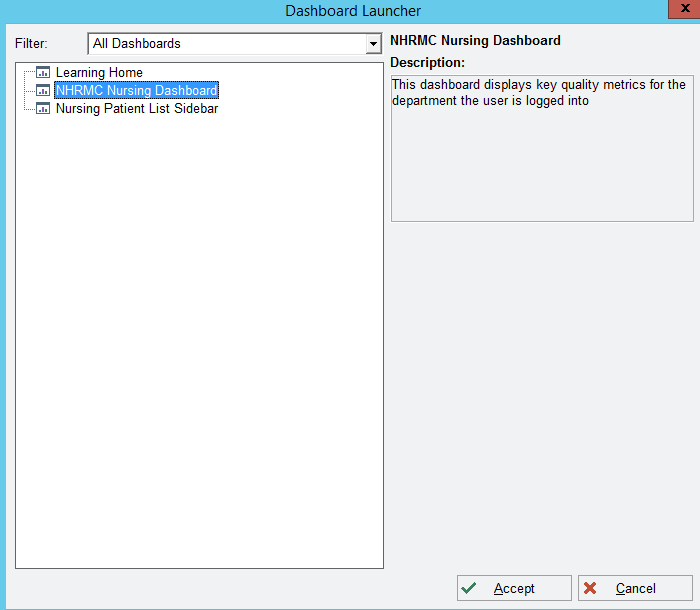 Dashboard Launcher
x
Filter:
All Dashboards
Learning Home
NHRMC Nursing Dashboard
Nursing Patient List Sidebar
NHRMC Nursing Dashboard
Description:
This dashboard displays key quality metrics for the
department the user is logged into
Accept
Cancel